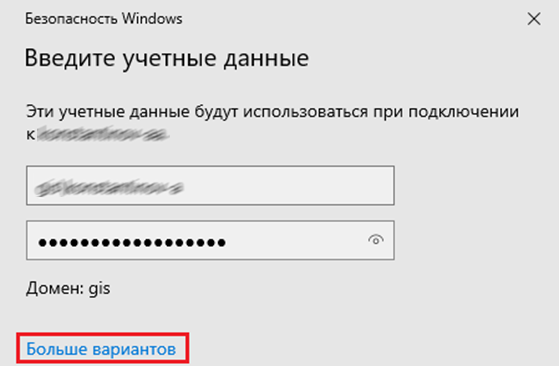 Безопасность Windows
Введите учетные данные
Эти учетные данные будут использоваться при подключении
к
●●●●●●●●●●●●●●●●●●
Домен: gis
Больше вариантов